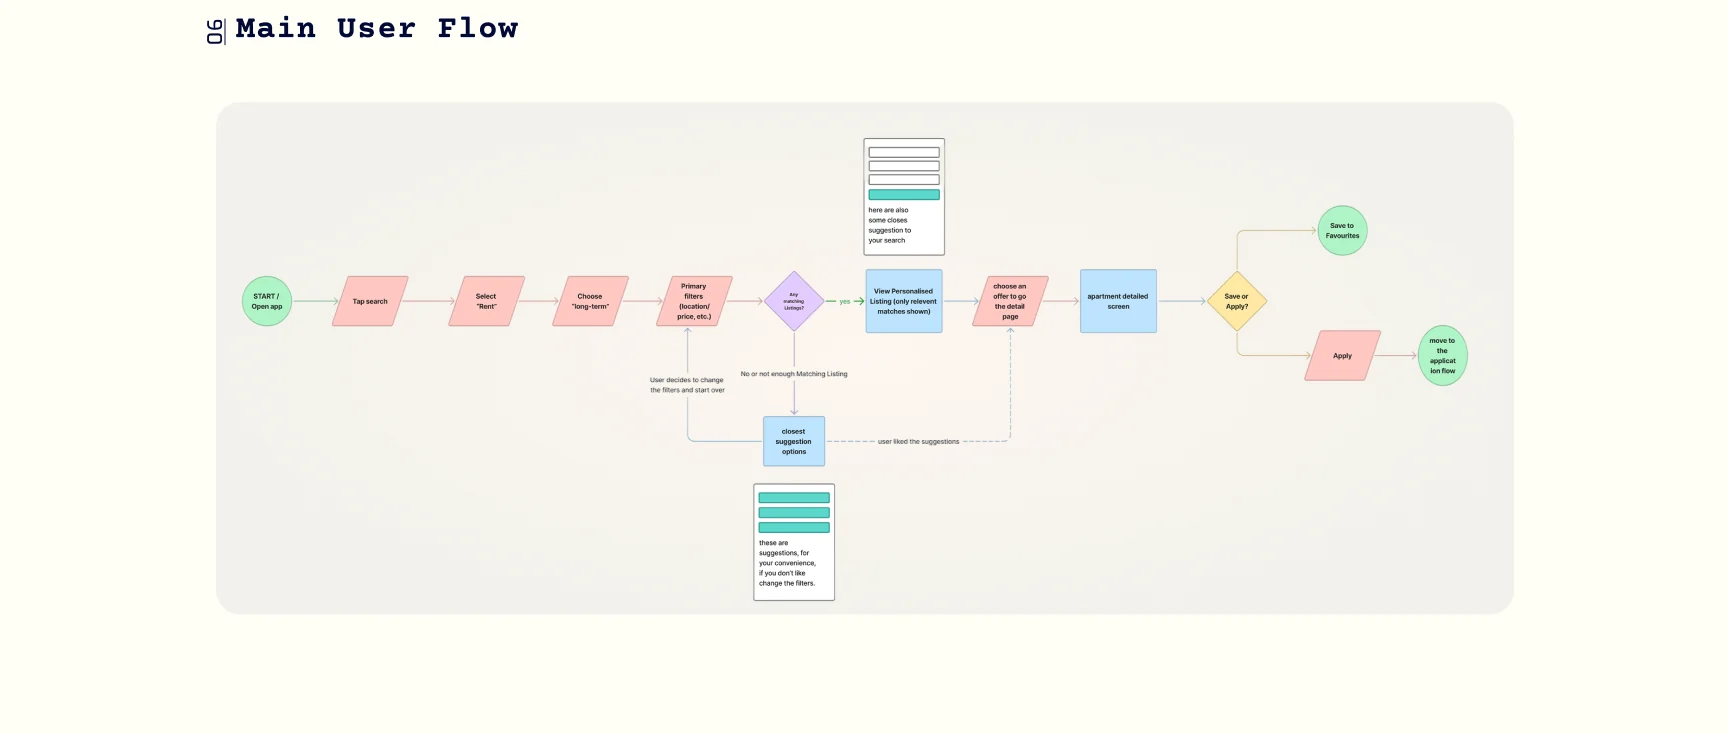 06
Main User Flow
here are also
some closes
suggestion to
your search
START /
Open app
Tap search
Select
"Rent"
Choose
"long-term"
Primary
filters
(location/
price, etc.)
Any
matching
Listings?
yes
View Personalised
Listing (only relevent
matches shown)
choose an
offer to go
the detail
page
apartment detailed
screen
Save or
Apply?
Save to
Favourites
Apply
move to
the
applicat
ion flow
User decides to change
the filters and start over
No or not enough Matching Listing
closest
suggestion
options
user liked the suggestions
these are
suggestions, for
your convenience,
if you don't like
change the filters.